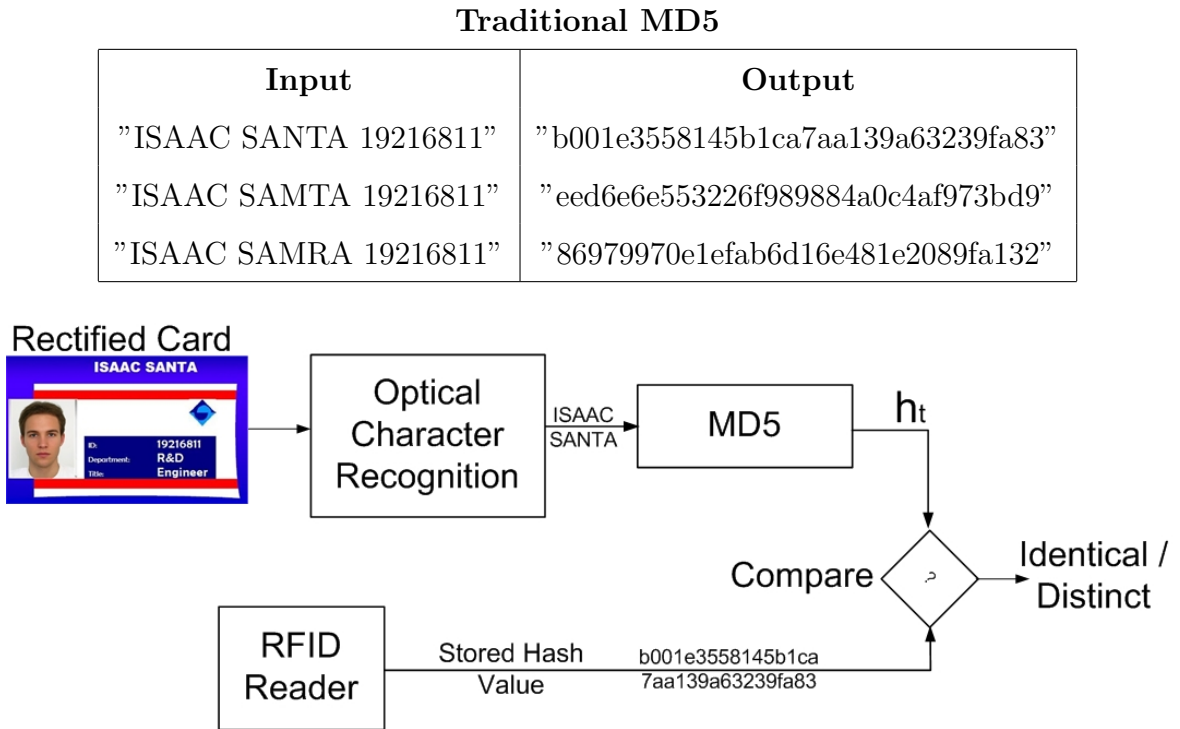 Traditional MD5
Input Output
”ISAAC SANTA 19216811” ”b001e3558145b1ca7aa139a63239fa83”
”ISAAC SAMTA 19216811” ”eed6e6e553226f989884a0c4af973bd9”
”ISAAC SAMRA 19216811” ”86979970e1efab6d16e481e2089fa132”
Rectified Card
ISAAC SANTA
ID: 19216811
Department: R&D
Title: Engineer
Optical
Character
Recognition
ISAAC
SANTA
MD5
ht
Compare
?
Identical /
Distinct
RFID
Reader
Stored Hash
Value
b001e3558145b1ca
7aa139a63239fa83